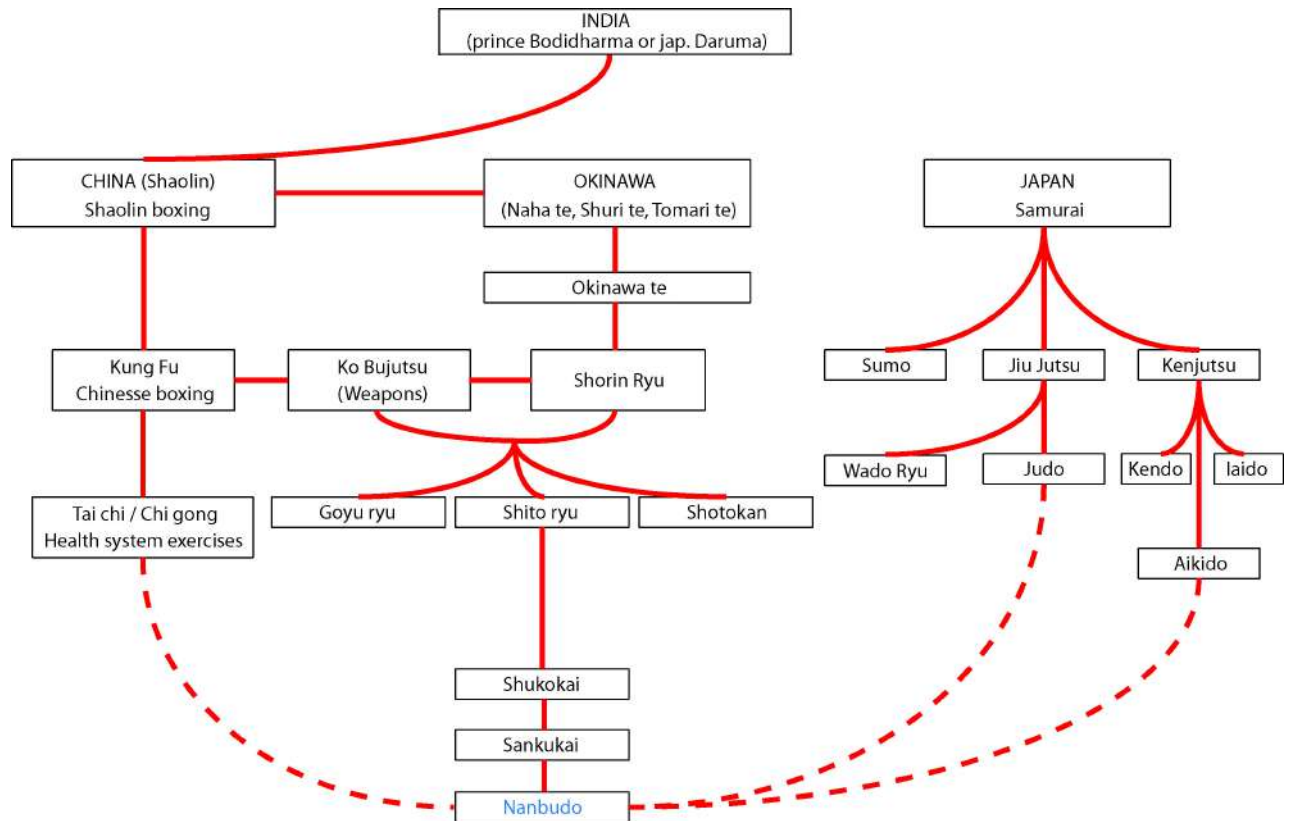 INDIA
(prince Bodidharma or jap. Daruma)
CHINA (Shaolin)
Shaolin boxing
OKINAWA
(Naha te, Shuri te, Tomari te)
JAPAN
Samurai
Okinawa te
Kung Fu
Chinesse boxing
Ko Bujutsu
(Weapons)
Shorin Ryu
Sumo
Jiu Jutsu
Kenjutsu
Wado Ryu
Judo
Kendo
Iaido
Tai chi / Chi gong
Health system exercises
Goyu ryu
Shito ryu
Shotokan
Aikido
Shukokai
Sankukai
Nanbudo